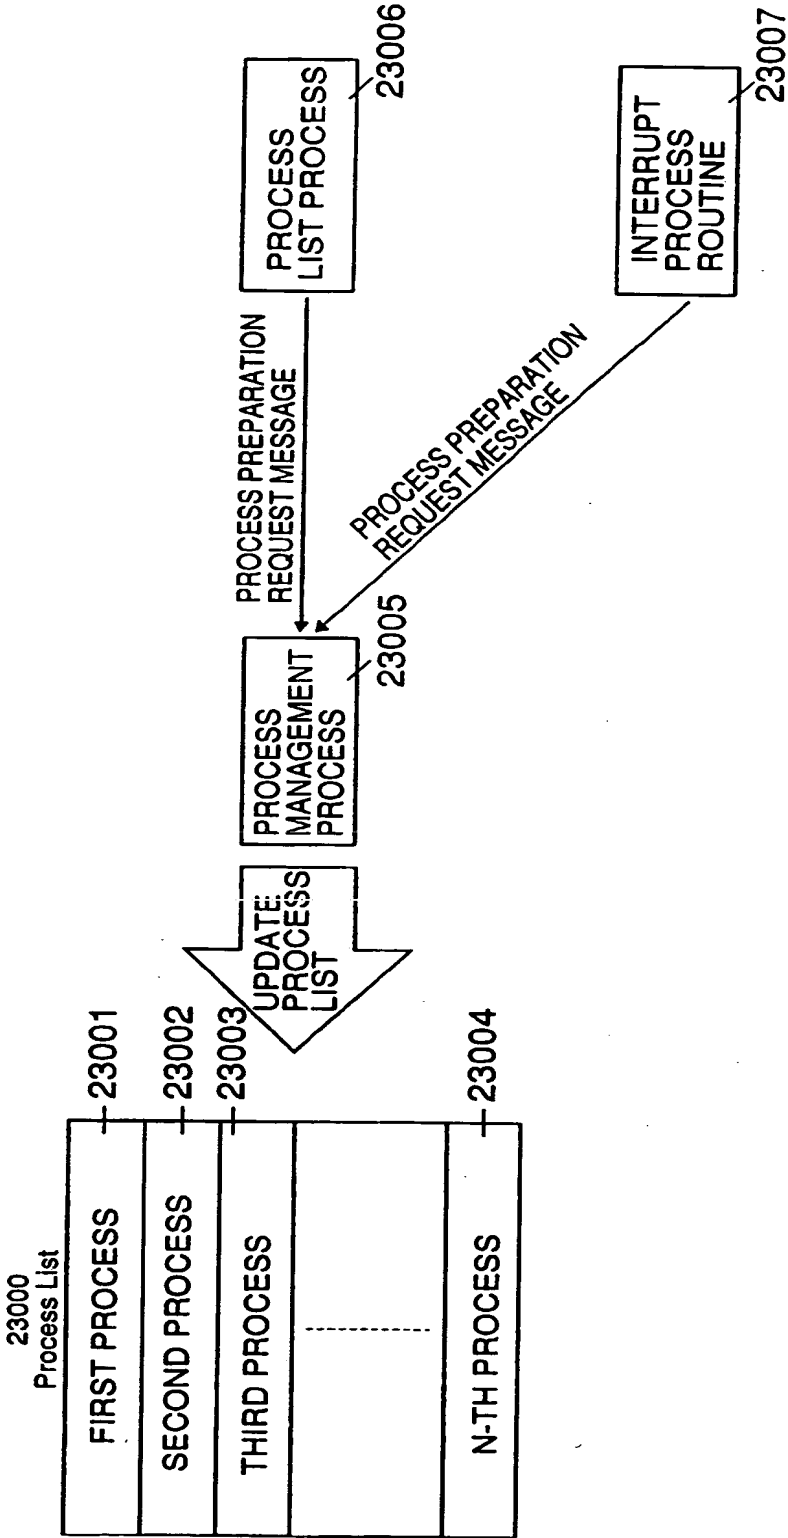 23000
Process List
FIRST PROCESS
23001
SECOND PROCESS
23002
THIRD PROCESS
23003
N-TH PROCESS
23004
UPDATE
PROCESS
LIST
PROCESS
MANAGEMENT
PROCESS
23005
PROCESS PREPARATION
REQUEST MESSAGE
PROCESS PREPARATION
REQUEST MESSAGE
PROCESS
LIST PROCESS
23006
INTERRUPT
PROCESS
ROUTINE
23007